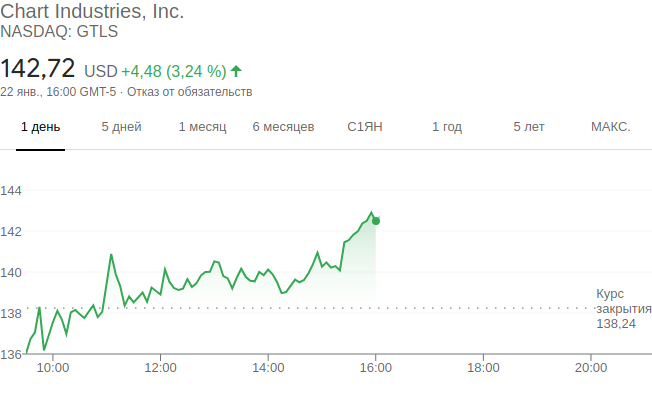 Chart Industries, Inc.
NASDAQ: GTLS
142,72 USD +4,48 (3,24 %)
22 янв., 16:00 GMT-5 · Отказ от обязательств
1 день 5 дней 1 месяц 6 месяцев С1ЯН 1 год 5 лет МАКС.
144
142
140
138
136
Курс
закрытия
138,24
10:00 12:00 14:00 16:00 18:00 20:00